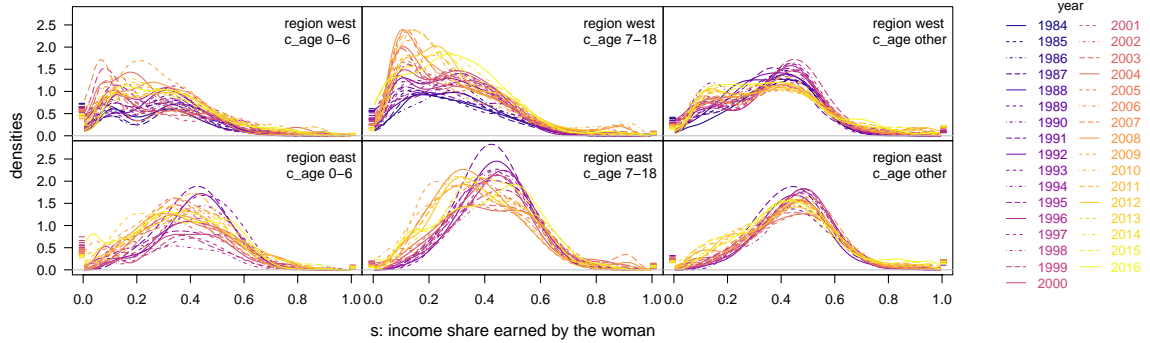 year
region west
c_age 0−6
region west
c_age 7−18
region west
c_age other
2.5
2.0
1.5
1.0
0.5
0.0
region east
c_age 0−6
region east
c_age 7−18
region east
c_age other
2.5
2.0
1.5
1.0
0.5
0.0
densities
0.0 0.2 0.4 0.6 0.8 1.0 0.0 0.2 0.4 0.6 0.8 1.0 0.0 0.2 0.4 0.6 0.8 1.0
s: income share earned by the woman
1984 2001
1985 2002
1986 2003
1987 2004
1988 2005
1989 2006
1990 2007
1991 2008
1992 2009
1993 2010
1994 2011
1995 2012
1996 2013
1997 2014
1998 2015
1999 2016
2000